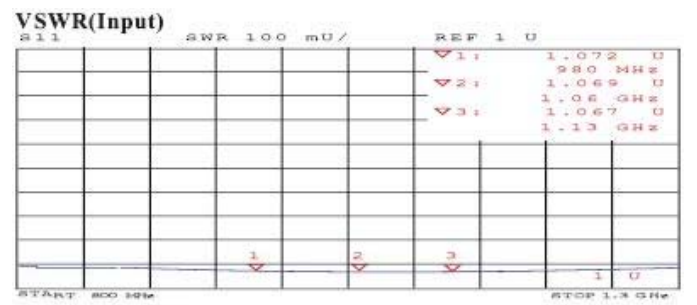 VSWR(Input)
S11 SWR 100 mU/ REF 1 U
▽1: 1.072 U
980 MHz
▽2: 1.069 U
1.06 GHz
▽3: 1.067 U
1.13 GHz
1 2 3
1 U
START 800 MHz STOP 1.3 GHz